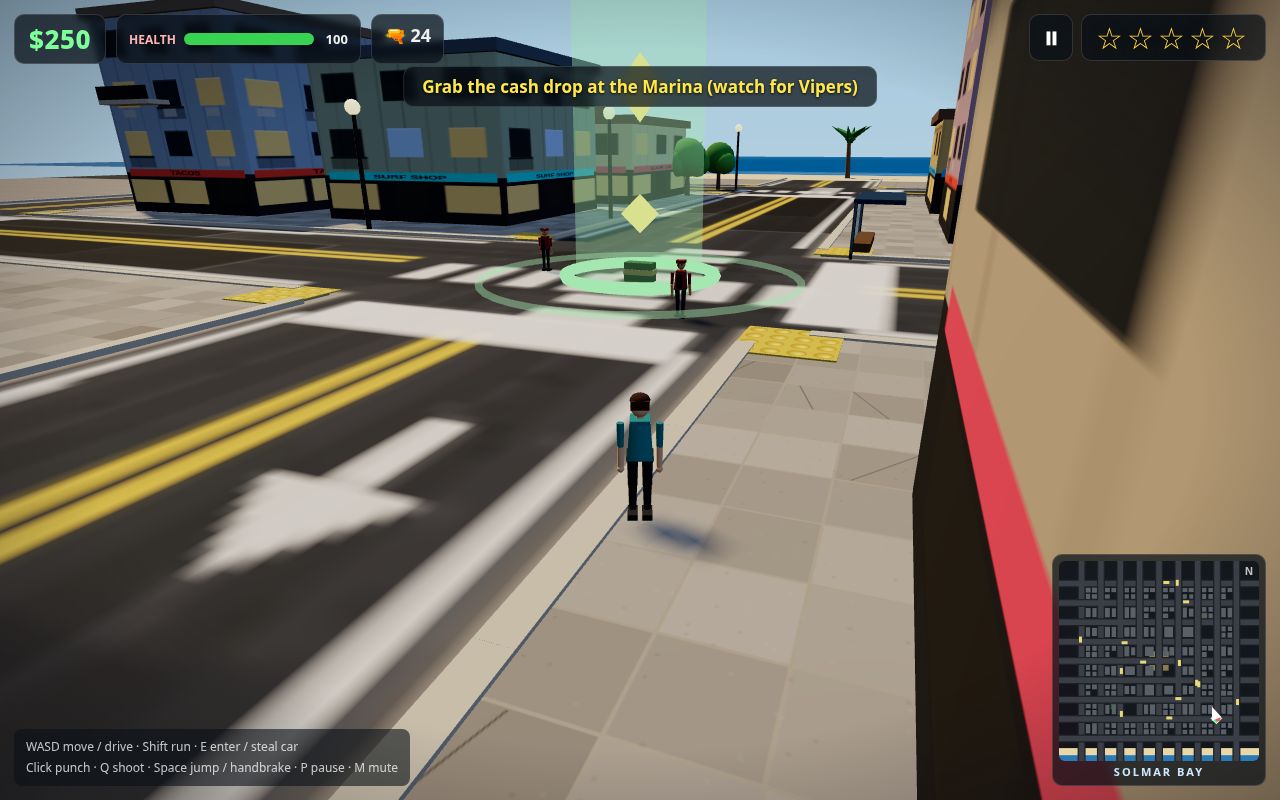 $250
HEALTH 100
24
Grab the cash drop at the Marina (watch for Vipers)
TACOS
SURF SHOP
SURF SHOP
WASD move / drive · Shift run · E enter / steal car
Click punch · Q shoot · Space jump / handbrake · P pause · M mute
N
SOLMAR BAY